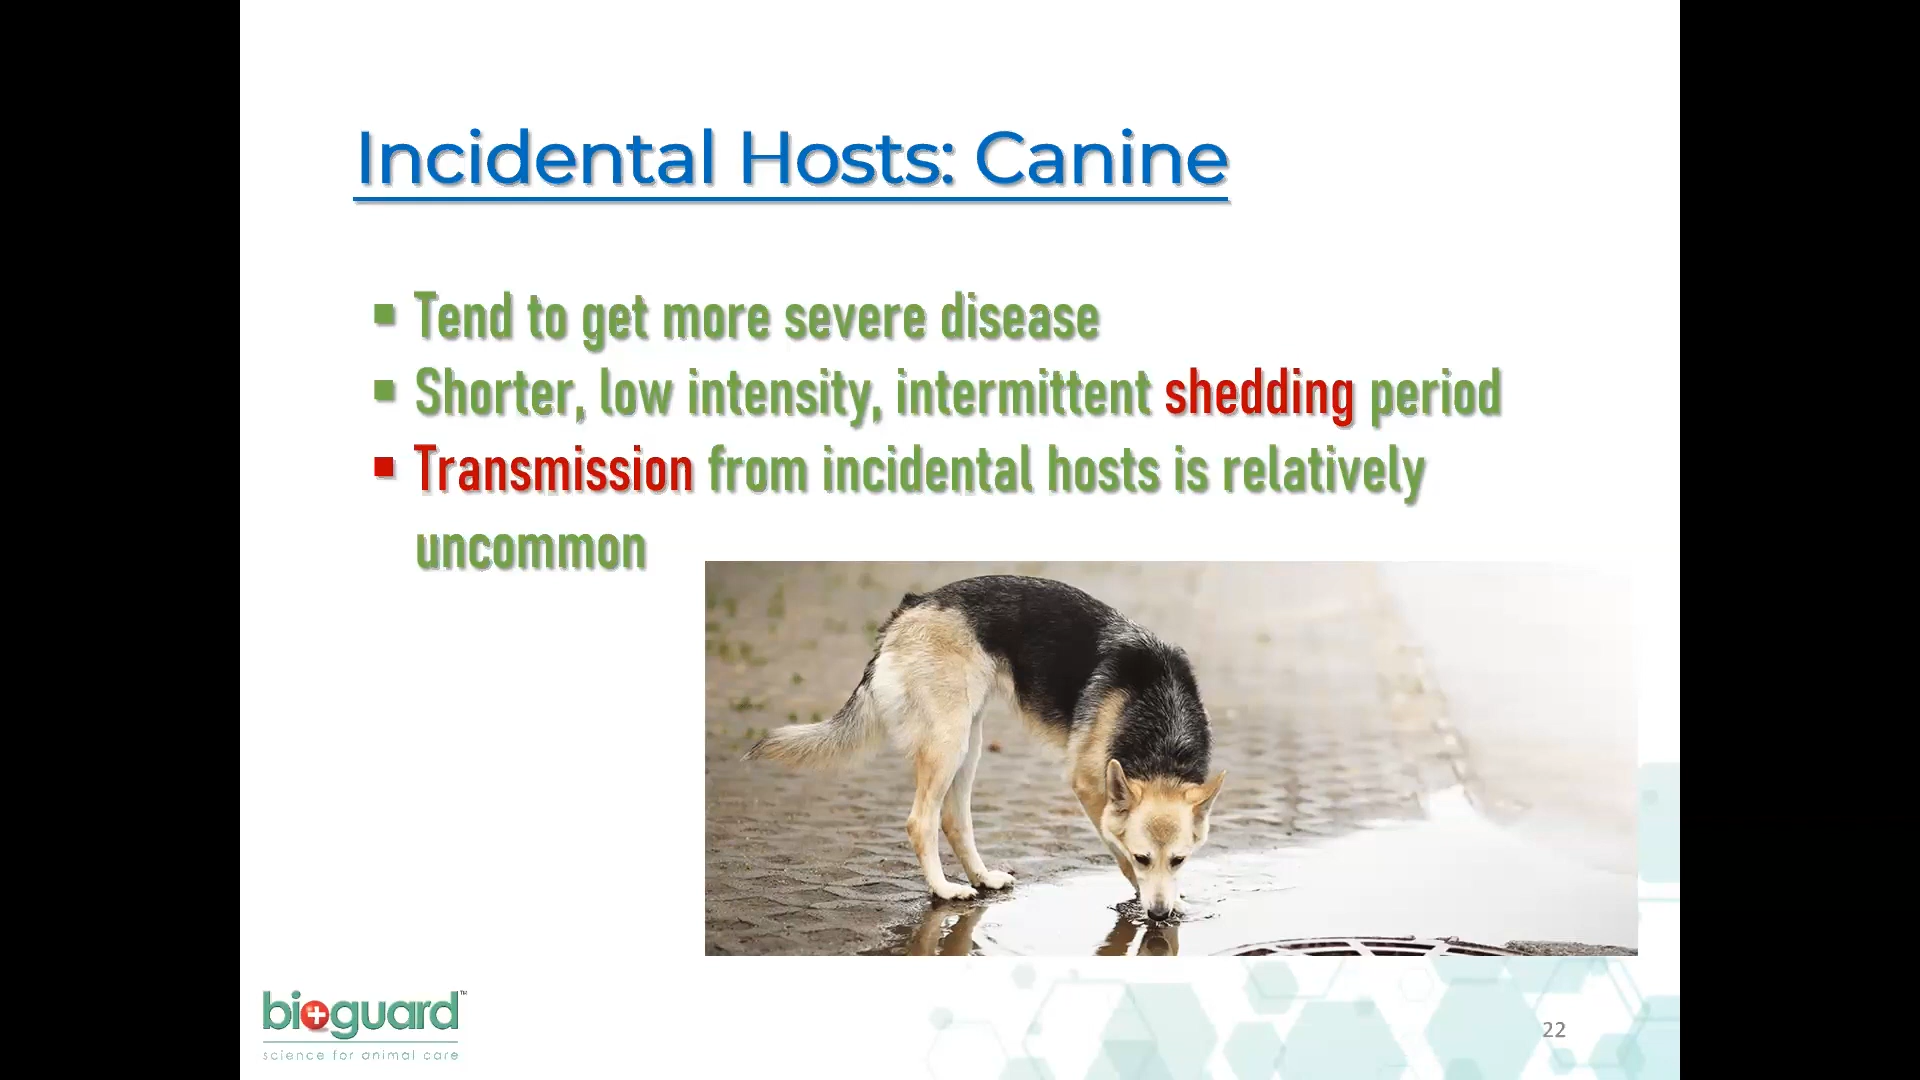 Incidental Hosts: Canine
▪ Tend to get more severe disease
▪ Shorter, low intensity, intermittent shedding period
▪ Transmission from incidental hosts is relatively
uncommon
bioguard™
science for animal care
22